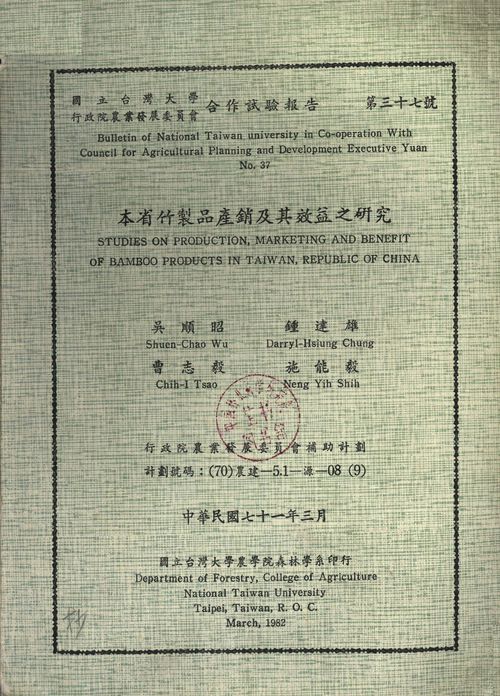 國立台灣大學
行政院農業發展委員會
合作試驗報告 第三十七號
Bulletin of National Taiwan university in Co-operation With
Council for Agricultural Planning and Development Executive Yuan
No. 37
本省竹製品產銷及其效益之研究
STUDIES ON PRODUCTION, MARKETING AND BENEFIT
OF BAMBOO PRODUCTS IN TAIWAN, REPUBLIC OF CHINA
吳順昭 鍾達雄
Shuen-Chao Wu Darryl-Hsiung Chung
曹志毅 施能毅
Chih-I Tsao Neng Yih Shih
行政院農業發展委員會補助計劃
計劃號碼：(70)農建—5.1—源—08 (9)
中華民國七十一年三月
國立台灣大學農學院森林學系印行
Department of Forestry, College of Agriculture
National Taiwan University
Taipei, Taiwan, R. O. C.
March, 1982